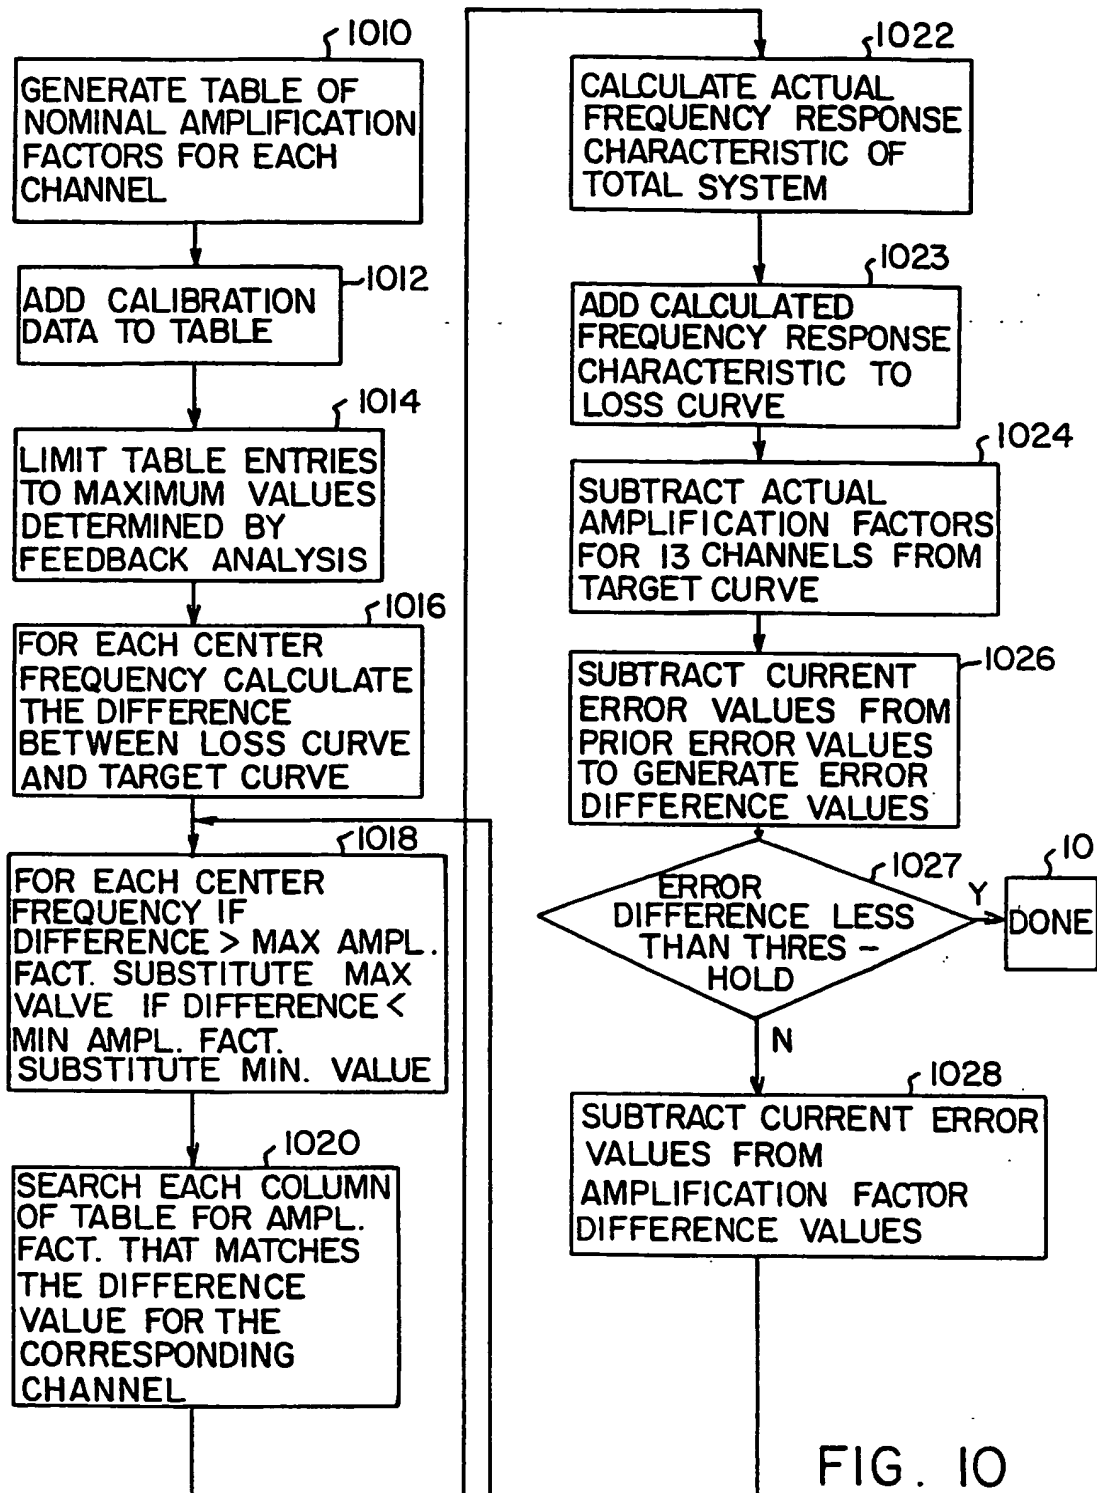 1010
GENERATE TABLE OF
NOMINAL AMPLIFICATION
FACTORS FOR EACH
CHANNEL
1012
ADD CALIBRATION
DATA TO TABLE
1014
LIMIT TABLE ENTRIES
TO MAXIMUM VALUES
DETERMINED BY
FEEDBACK ANALYSIS
1016
FOR EACH CENTER
FREQUENCY CALCULATE
THE DIFFERENCE
BETWEEN LOSS CURVE
AND TARGET CURVE
1018
FOR EACH CENTER
FREQUENCY IF
DIFFERENCE > MAX AMPL.
FACT. SUBSTITUTE MAX
VALVE IF DIFFERENCE <
MIN AMPL. FACT.
SUBSTITUTE MIN. VALUE
1020
SEARCH EACH COLUMN
OF TABLE FOR AMPL.
FACT. THAT MATCHES
THE DIFFERENCE
VALUE FOR THE
CORRESPONDING
CHANNEL
1022
CALCULATE ACTUAL
FREQUENCY RESPONSE
CHARACTERISTIC OF
TOTAL SYSTEM
1023
ADD CALCULATED
FREQUENCY RESPONSE
CHARACTERISTIC TO
LOSS CURVE
1024
SUBTRACT ACTUAL
AMPLIFICATION FACTORS
FOR 13 CHANNELS FROM
TARGET CURVE
1026
SUBTRACT CURRENT
ERROR VALUES FROM
PRIOR ERROR VALUES
TO GENERATE ERROR
DIFFERENCE VALUES
1027
ERROR
DIFFERENCE LESS
THAN THRES-
HOLD
Y
10
DONE
N
1028
SUBTRACT CURRENT ERROR
VALUES FROM
AMPLIFICATION FACTOR
DIFFERENCE VALUES
FIG. 10